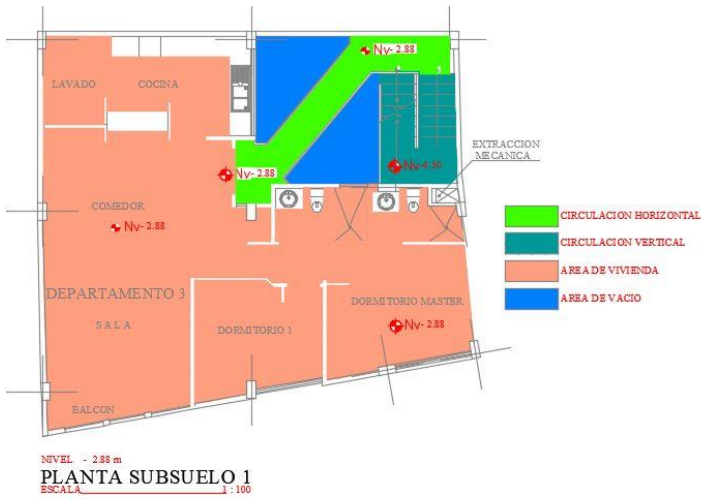 Nv- 2.88
LAVADO
COCINA
EXTRACCION
MECANICA
Nv-4.50
Nv- 2.88
COMEDOR
Nv- 2.88
CIRCULACION HORIZONTAL
CIRCULACION VERTICAL
AREA DE VIVIENDA
AREA DE VACIO
DEPARTAMENTO 3
DORMITORIO MASTER
SALA
DORMITORIO 1
Nv- 2.88
BALCON
NIVEL - 2.88 m
PLANTA SUBSUELO 1
ESCALA 1 : 100